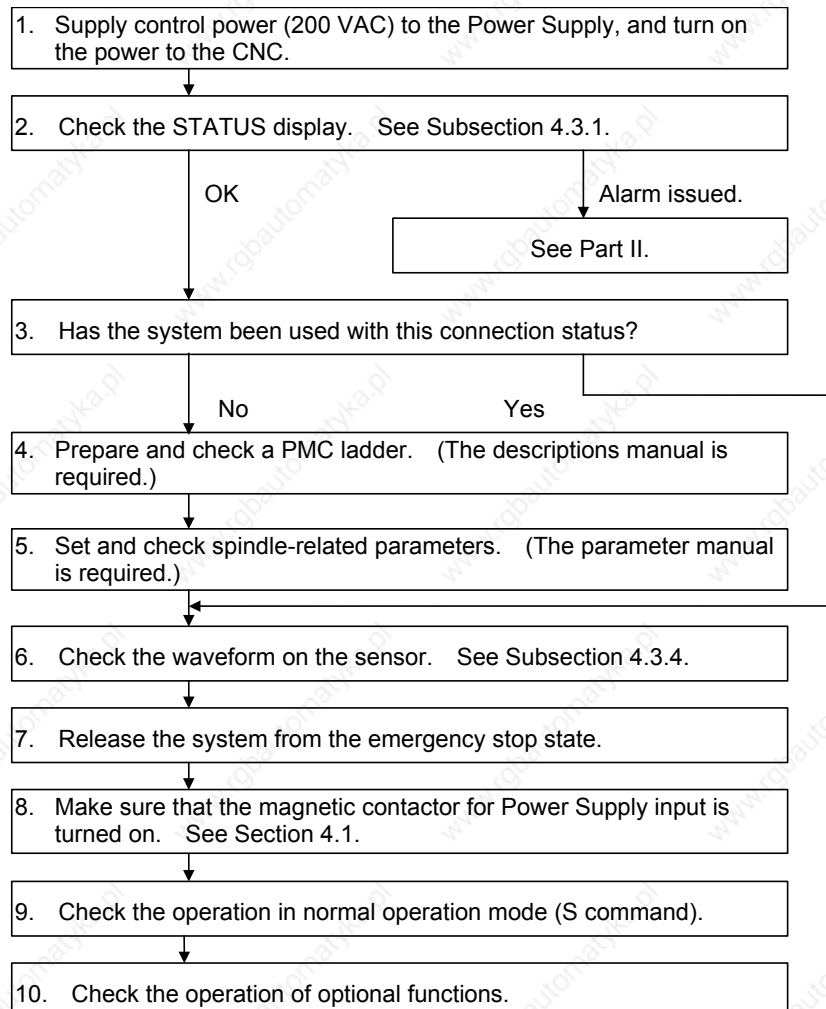 1. Supply control power (200 VAC) to the Power Supply, and turn on
the power to the CNC.
2. Check the STATUS display. See Subsection 4.3.1.
OK
Alarm issued.
See Part II.
3. Has the system been used with this connection status?
No
Yes
4. Prepare and check a PMC ladder. (The descriptions manual is
required.)
5. Set and check spindle-related parameters. (The parameter manual
is required.)
6. Check the waveform on the sensor. See Subsection 4.3.4.
7. Release the system from the emergency stop state.
8. Make sure that the magnetic contactor for Power Supply input is
turned on. See Section 4.1.
9. Check the operation in normal operation mode (S command).
10. Check the operation of optional functions.
www.rgbautomatyka.pl